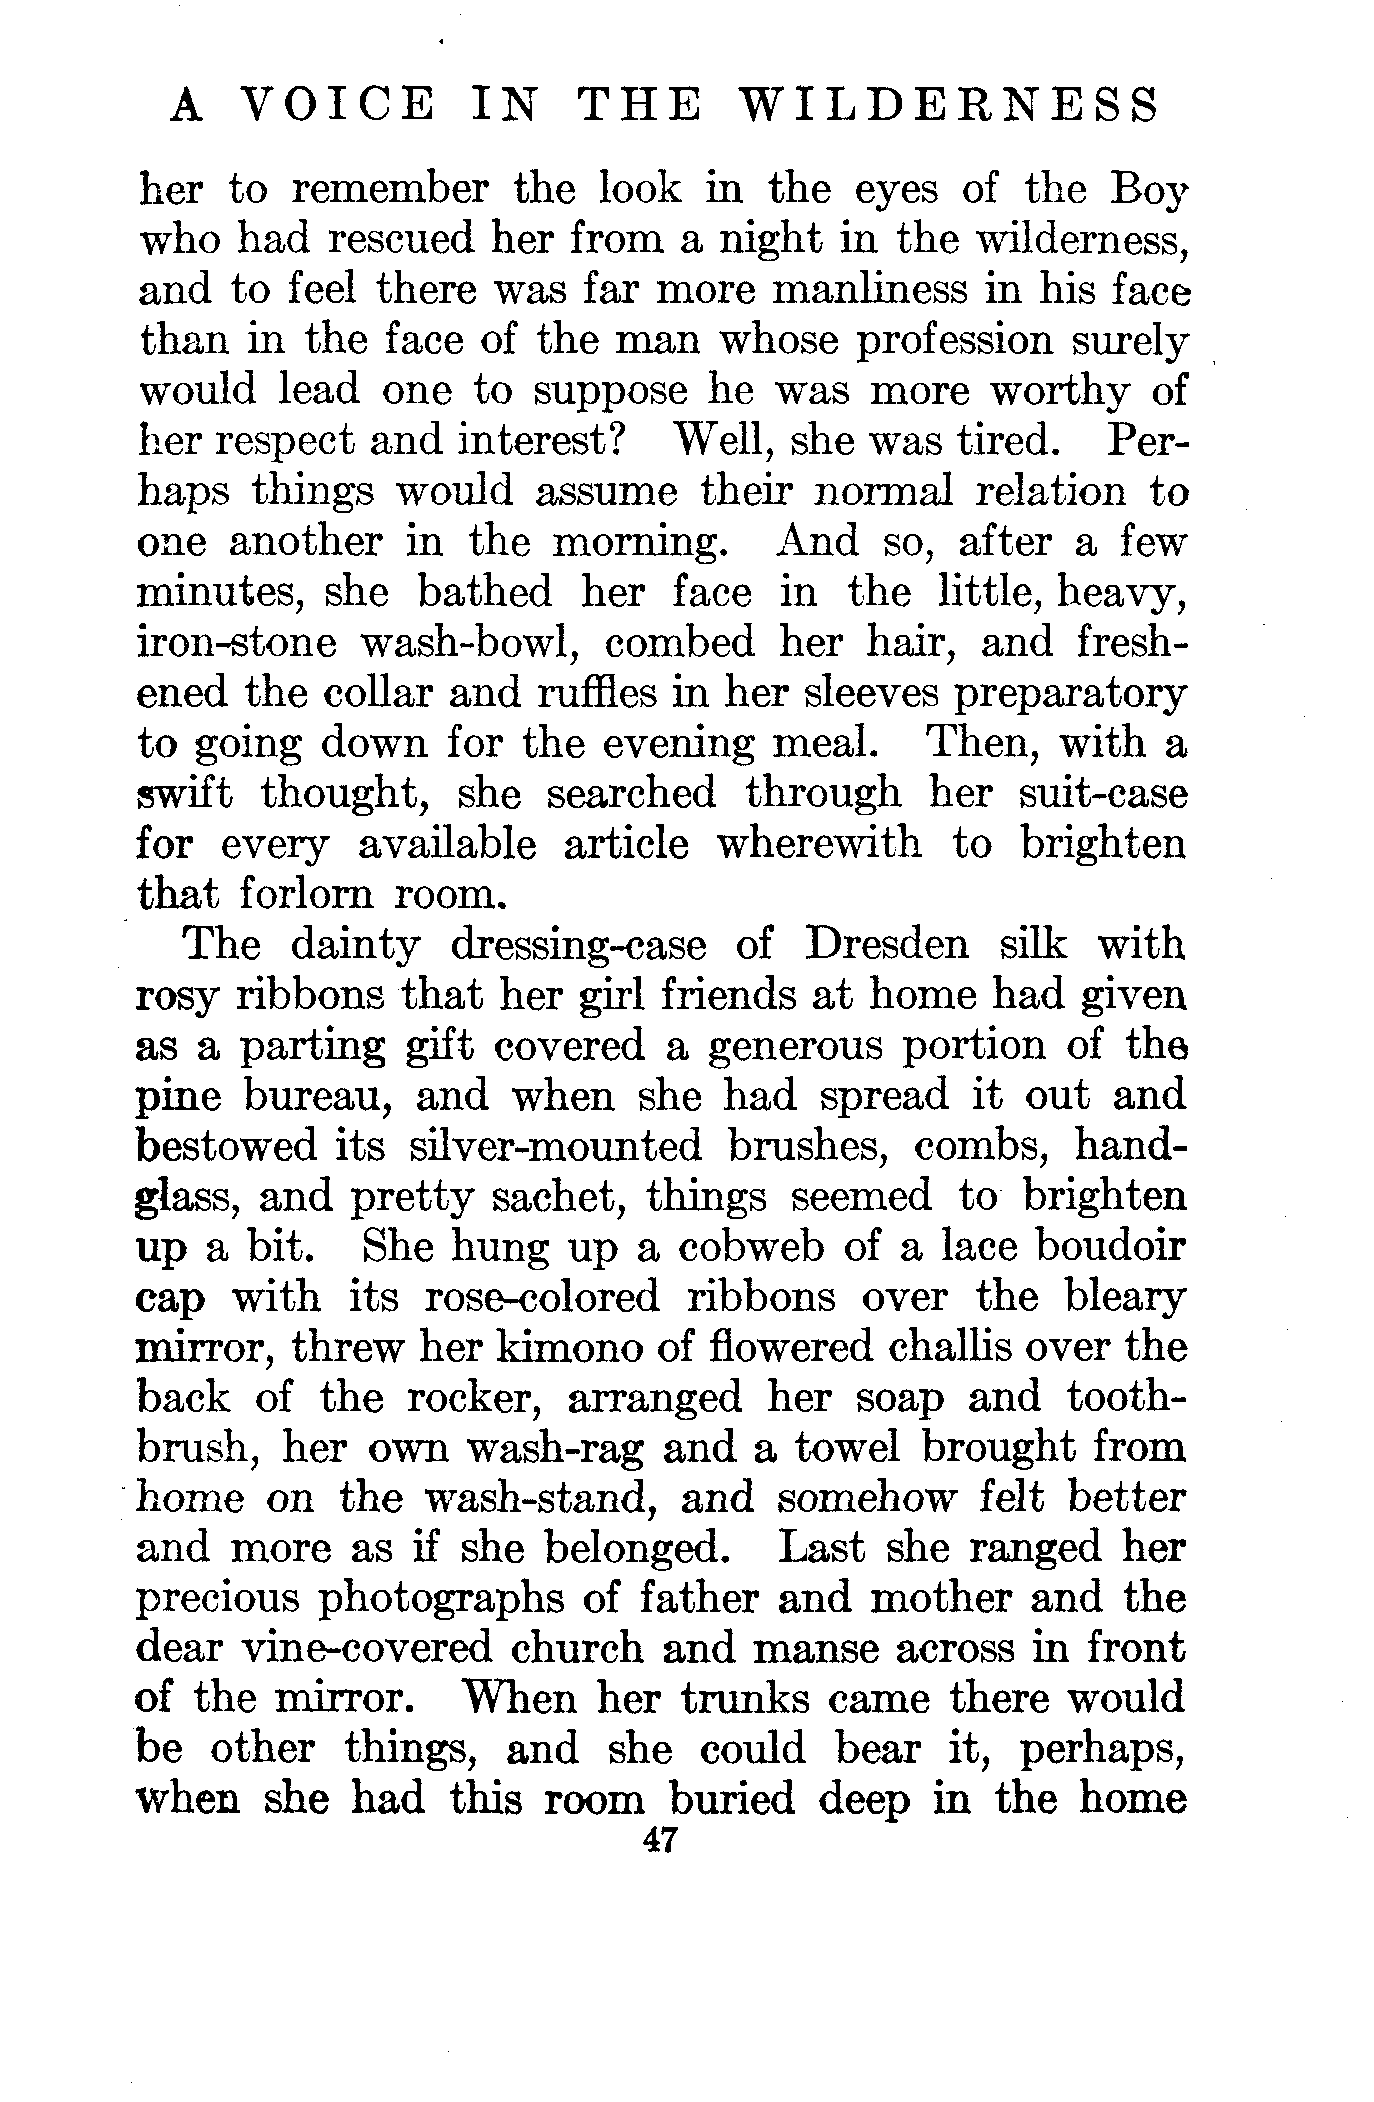 A VOICE IN THE WILDERNESS
her to remember the look in the eyes of the Boy
who had rescued her from a night in the wilderness,
and to feel there was far more manliness in his face
than in the face of the man whose profession surely
would lead one to suppose he was more worthy of
her respect and interest? Well, she was tired. Per-
haps things would assume their normal relation to
one another in the morning. And so, after a few
minutes, she bathed her face in the little, heavy,
iron-stone wash-bowl, combed her hair, and fresh-
ened the collar and ruffles in her sleeves preparatory
to going down for the evening meal. Then, with a
swift thought, she searched through her suit-case
for every available article wherewith to brighten
that forlorn room.
The dainty dressing-case of Dresden silk with
rosy ribbons that her girl friends at home had given
as a parting gift covered a generous portion of the
pine bureau, and when she had spread it out and
bestowed its silver-mounted brushes, combs, hand-
glass, and pretty sachet, things seemed to brighten
up a bit. She hung up a cobweb of a lace boudoir
cap with its rose-colored ribbons over the bleary
mirror, threw her kimono of flowered challis over the
back of the rocker, arranged her soap and tooth-
brush, her own wash-rag and a towel brought from
home on the wash-stand, and somehow felt better
and more as if she belonged. Last she ranged her
precious photographs of father and mother and the
dear vine-covered church and manse across in front
of the mirror. When her trunks came there would
be other things, and she could bear it, perhaps,
when she had this room buried deep in the home
47